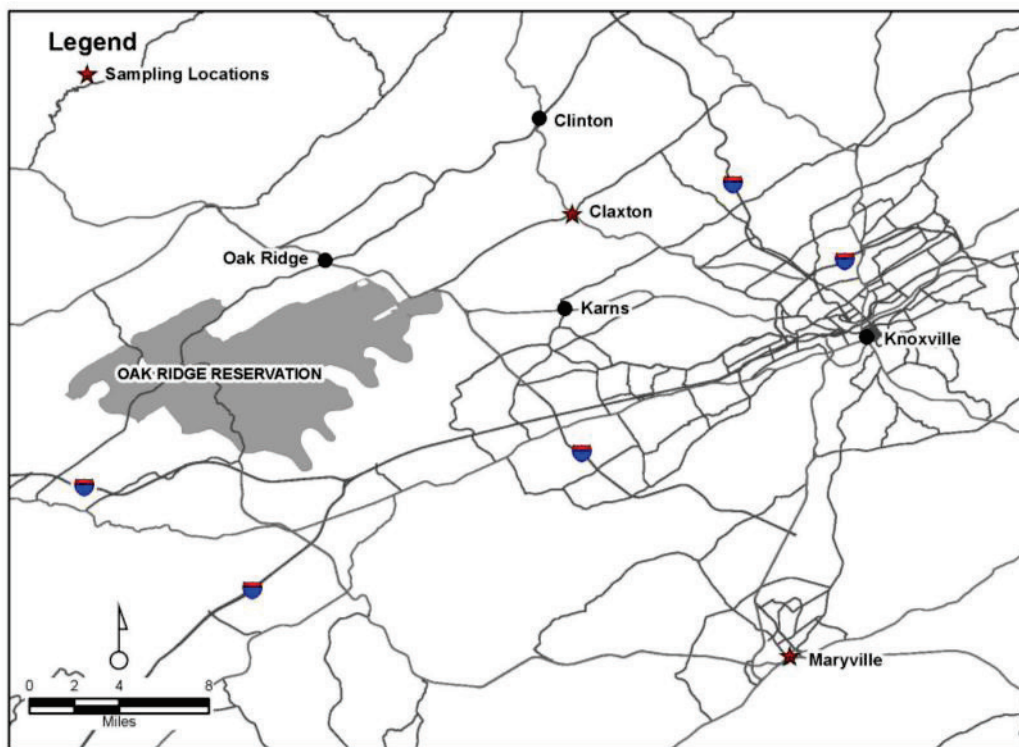 Legend
Sampling Locations
Clinton
Claxton
Oak Ridge
Karns
Knoxville
OAK RIDGE RESERVATION
Maryville
0 2 4 8
Miles